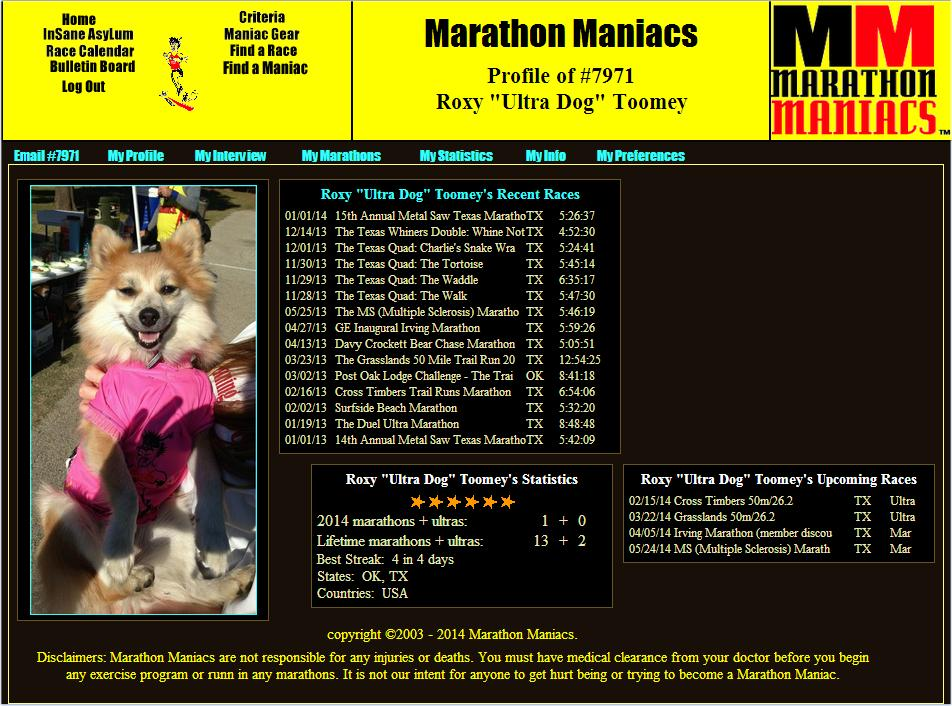 Home
InSane AsyLum
Race Calendar
Bulletin Board
Log Out
Criteria
Maniac Gear
Find a Race
Find a Maniac
Marathon Maniacs
Profile of #7971
Roxy "Ultra Dog" Toomey
MM
MARATHON
MANIACS
TM
Email #7971 My Profile My Interview My Marathons My Statistics My Info My Preferences
Roxy "Ultra Dog" Toomey's Recent Races
01/01/14 15th Annual Metal Saw Texas Maratho TX 5:26:37
12/14/13 The Texas Whiners Double: Whine Not TX 4:52:30
12/01/13 The Texas Quad: Charlie's Snake Wra TX 5:24:41
11/30/13 The Texas Quad: The Tortoise TX 5:45:14
11/29/13 The Texas Quad: The Waddle TX 6:35:17
11/28/13 The Texas Quad: The Walk TX 5:47:30
05/25/13 The MS (Multiple Sclerosis) Maratho TX 5:46:19
04/27/13 GE Inaugural Irving Marathon TX 5:59:26
04/13/13 Davy Crockett Bear Chase Marathon TX 5:05:51
03/23/13 The Grasslands 50 Mile Trail Run 20 TX 12:54:25
03/02/13 Post Oak Lodge Challenge - The Trai OK 8:41:18
02/16/13 Cross Timbers Trail Runs Marathon TX 6:54:06
02/02/13 Surfside Beach Marathon TX 5:32:20
01/19/13 The Duel Ultra Marathon TX 8:48:48
01/01/13 14th Annual Metal Saw Texas Maratho TX 5:42:09
Roxy "Ultra Dog" Toomey's Statistics
2014 marathons + ultras: 1 + 0
Lifetime marathons + ultras: 13 + 2
Best Streak: 4 in 4 days
States: OK, TX
Countries: USA
Roxy "Ultra Dog" Toomey's Upcoming Races
02/15/14 Cross Timbers 50m/26.2 TX Ultra
03/22/14 Grasslands 50m/26.2 TX Ultra
04/05/14 Irving Marathon (member discou TX Mar
05/24/14 MS (Multiple Sclerosis) Marath TX Mar
copyright ©2003 - 2014 Marathon Maniacs.
Disclaimers: Marathon Maniacs are not responsible for any injuries or deaths. You must have medical clearance from your doctor before you begin
any exercise program or runn in any marathons. It is not our intent for anyone to get hurt being or trying to become a Marathon Maniac.